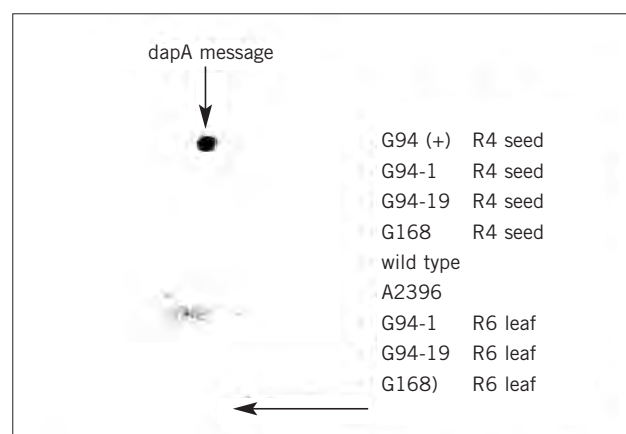 dapA message
G94 (+) R4 seed
G94-1 R4 seed
G94-19 R4 seed
G168 R4 seed
wild type
A2396
G94-1 R6 leaf
G94-19 R6 leaf
G168) R6 leaf